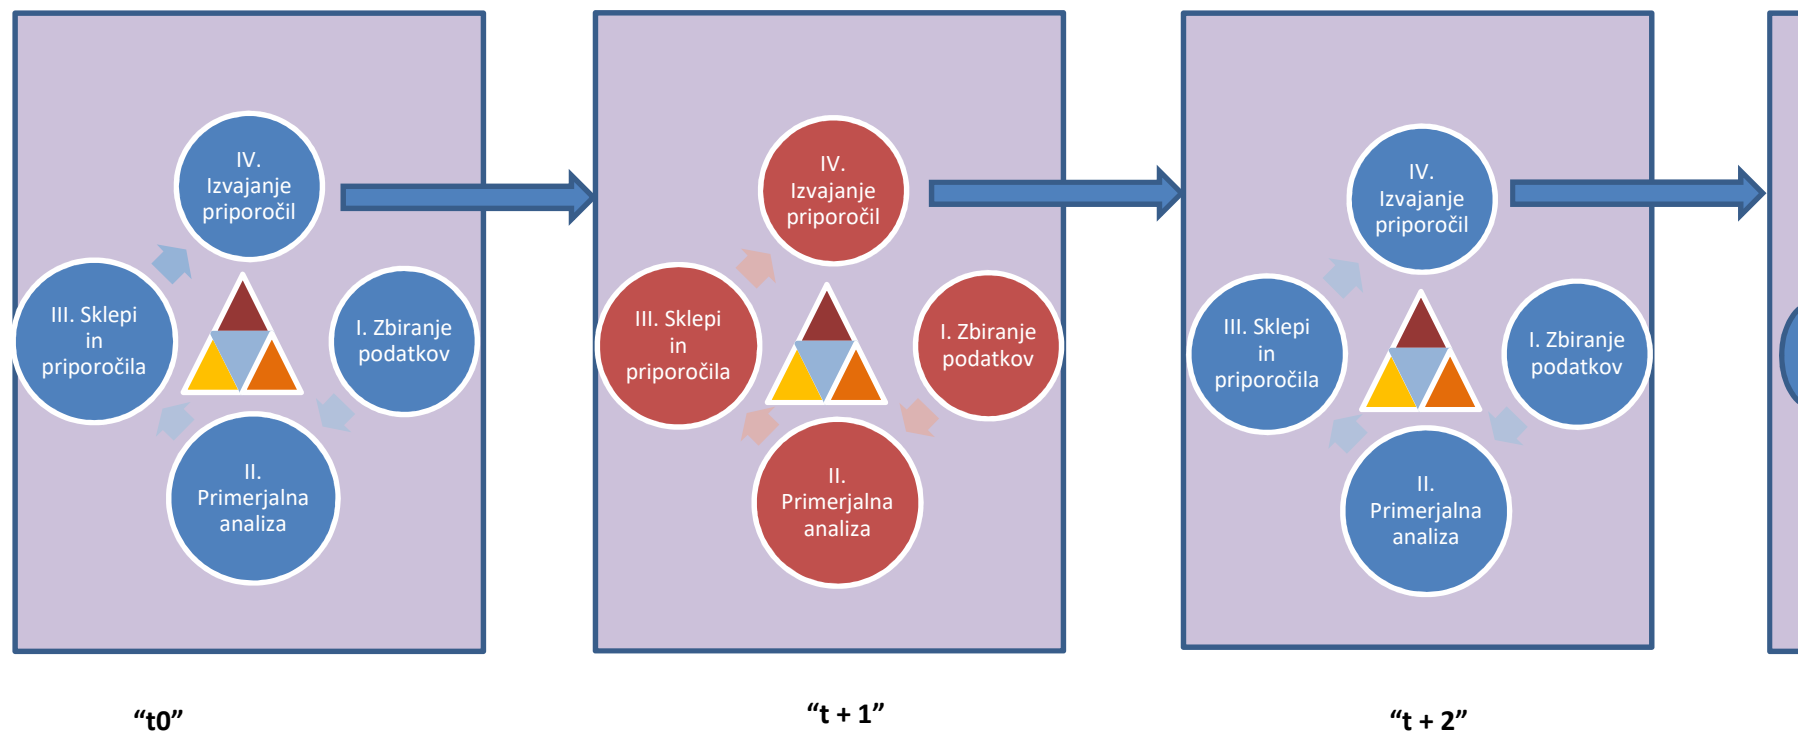 IV.
Izvajanje
priporočil
III. Sklepi
in
priporočila
I. Zbiranje
podatkov
II.
Primerjalna
analiza
“t0”
IV.
Izvajanje
priporočil
III. Sklepi
in
priporočila
I. Zbiranje
podatkov
II.
Primerjalna
analiza
“t + 1”
IV.
Izvajanje
priporočil
III. Sklepi
in
priporočila
I. Zbiranje
podatkov
II.
Primerjalna
analiza
“t + 2”